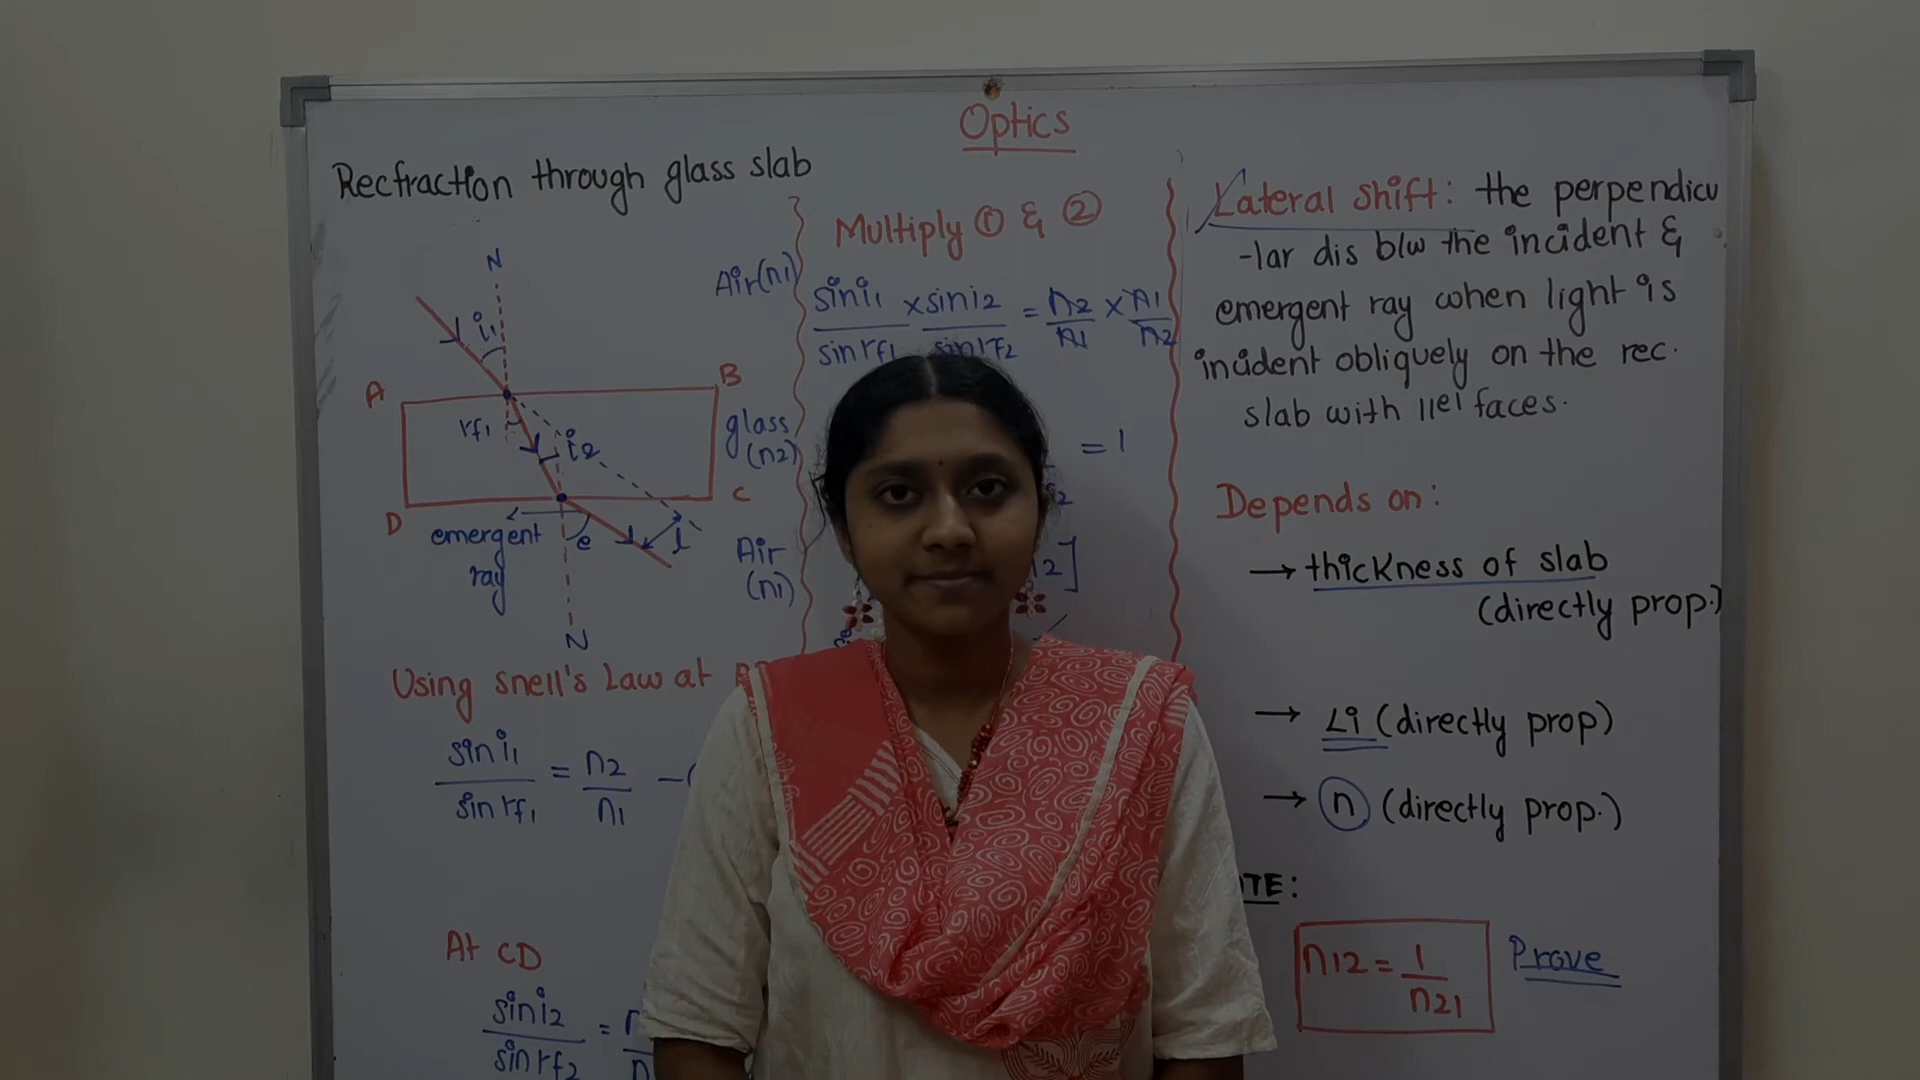 Optics
Recfraction through glass slab
N
Air(n1)
i1
A
B
rf1
i2
glass
(n2)
D
C
emergent
ray
e
l
Air
(n1)
N
Using snell's Law at
sin i1 / sin rf1 = n2 / n1 -(
At CD
sin i2 / sin rf2 =
Multiply ① & ②
sin i1 / sin rf1 × sin i2 / sin rf2 = n2 / n1 × n1 / n2
= 1
Lateral shift: the perpendicu
-lar dis b/w the incident &
emergent ray when light is
incident obliquely on the rec.
slab with llel faces.
Depends on:
→ thickness of slab
(directly prop.)
→ ∠i (directly prop)
→ n (directly prop.)
n12 = 1 / n21
Prove